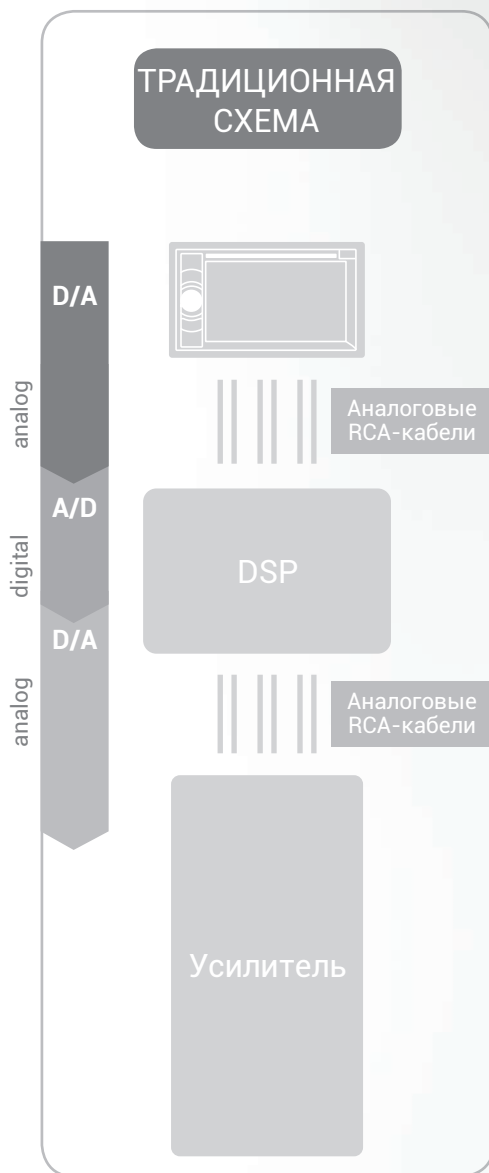 ТРАДИЦИОННАЯ
СХЕМА
D/A
analog
Аналоговые
RCA-кабели
A/D
digital
DSP
D/A
analog
Аналоговые
RCA-кабели
Усилитель